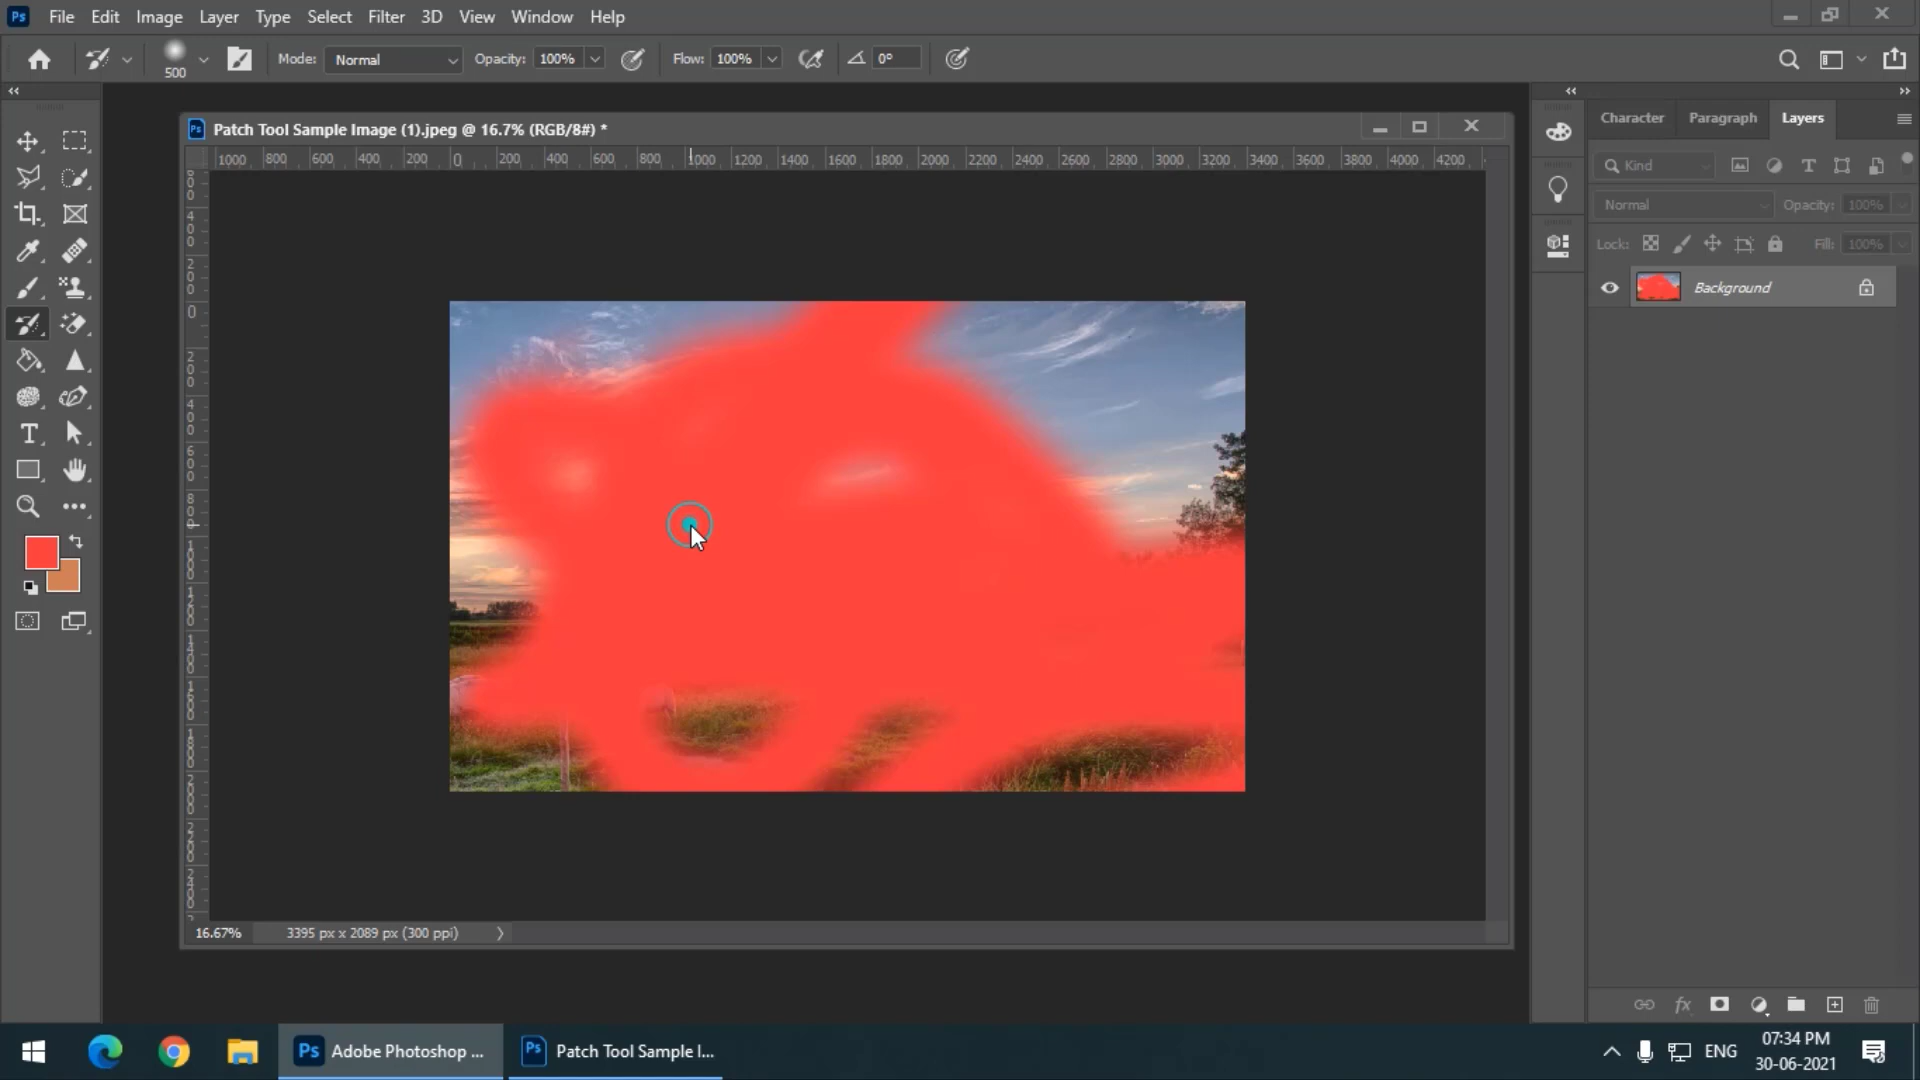 Ps File Edit Image Layer Type Select Filter 3D View Window Help
500 Mode: Normal Opacity: 100% Flow: 100% 0°
Ps Patch Tool Sample Image (1).jpeg @ 16.7% (RGB/8#) *
1000 800 600 400 200 0 200 400 600 800 1000 1200 1400 1600 1800 2000 2200 2400 2600 2800 3000 3200 3400 3600 3800 4000 4200
Character Paragraph Layers
Kind
Normal Opacity: 100%
Lock: Fill: 100%
Background
16.67% 3395 px x 2089 px (300 ppi)
Ps Adobe Photoshop ... Ps Patch Tool Sample I...
ENG
07:34 PM
30-06-2021